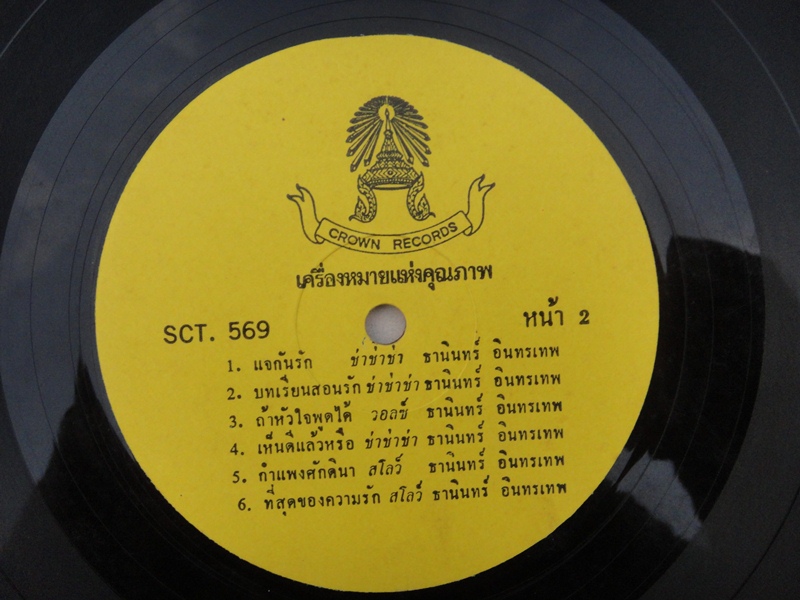 CROWN RECORDS
เครื่องหมายแห่งคุณภาพ
SCT. 569 หน้า 2
1. แจกันรัก ช่าช่าช่า ธานินทร์ อินทรเทพ
2. บทเรียนสอนรัก ช่าช่าช่า ธานินทร์ อินทรเทพ
3. ถ้าหัวใจพูดได้ วอลซ์ ธานินทร์ อินทรเทพ
4. เห็นดีแล้วหรือ ช่าช่าช่า ธานินทร์ อินทรเทพ
5. กำแพงศักดินา สโลว์ ธานินทร์ อินทรเทพ
6. ที่สุดของความรัก สโลว์ ธานินทร์ อินทรเทพ